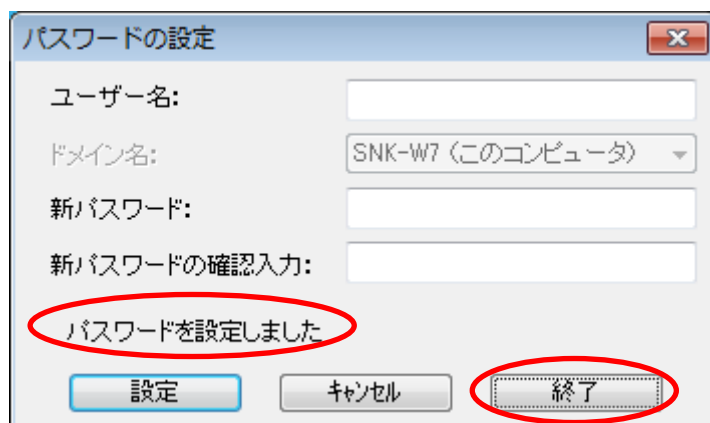 パスワードの設定
ユーザー名:
ドメイン名: SNK-W7 (このコンピュータ)
新パスワード:
新パスワードの確認入力:
パスワードを設定しました
設定 キャンセル 終了